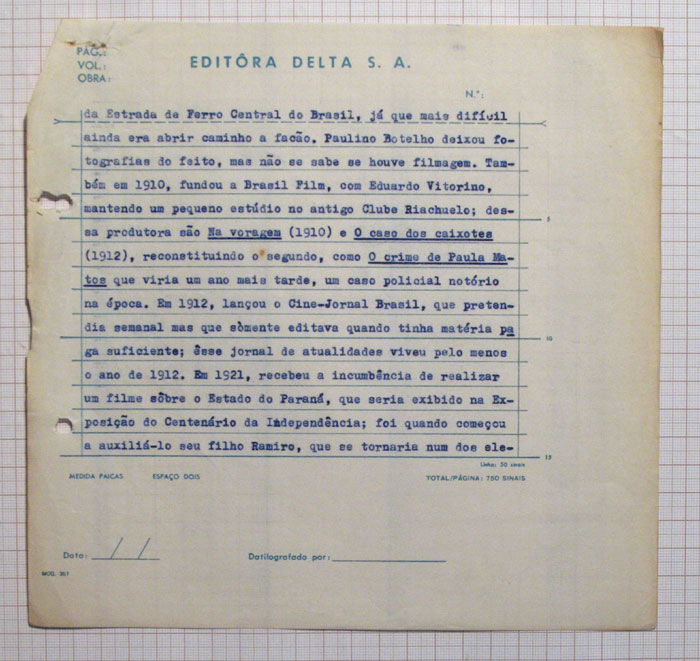 PÁG.:
VOL.:
OBRA:
EDITÔRA DELTA S. A.
N.º:
da Estrada de Ferro Central do Brasil, já que mais difícil
ainda era abrir caminho a facão. Paulino Botelho deixou fo-
tografias do feito, mas não se sabe se houve filmagem. Tam-
bém em 1910, fundou a Brasil Film, com Eduardo Vitorino,
mantendo um pequeno estúdio no antigo Clube Riachuelo; des-
5
sa produtora são Na voragem (1910) e O caso dos caixotes
(1912), reconstituindo o segundo, como O crime de Paula Ma-
tos que viria um ano mais tarde, um caso policial notório
na época. Em 1912, lançou o Cine-Jornal Brasil, que preten-
dia semanal mas que sòmente editava quando tinha matéria pa
10
ga suficiente; êsse jornal de atualidades viveu pelo menos
o ano de 1912. Em 1921, recebeu a incumbência de realizar
um filme sôbre o Estado do Paraná, que seria exibido na Ex-
posição do Centenário da Independência; foi quando começou
a auxiliá-lo seu filho Ramiro, que se tornaria num dos ele-
15
Linha: 50 sinais
MEDIDA PAICAS ESPAÇO DOIS TOTAL/PÁGINA: 750 SINAIS
Data: / / Datilografado por:
MOD. 357